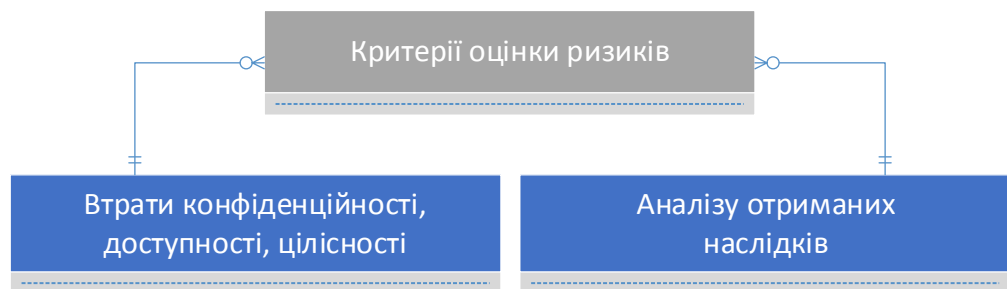 Критерії оцінки ризиків
Втрати конфіденційності,
доступності, цілісності
Аналізу отриманих
наслідків